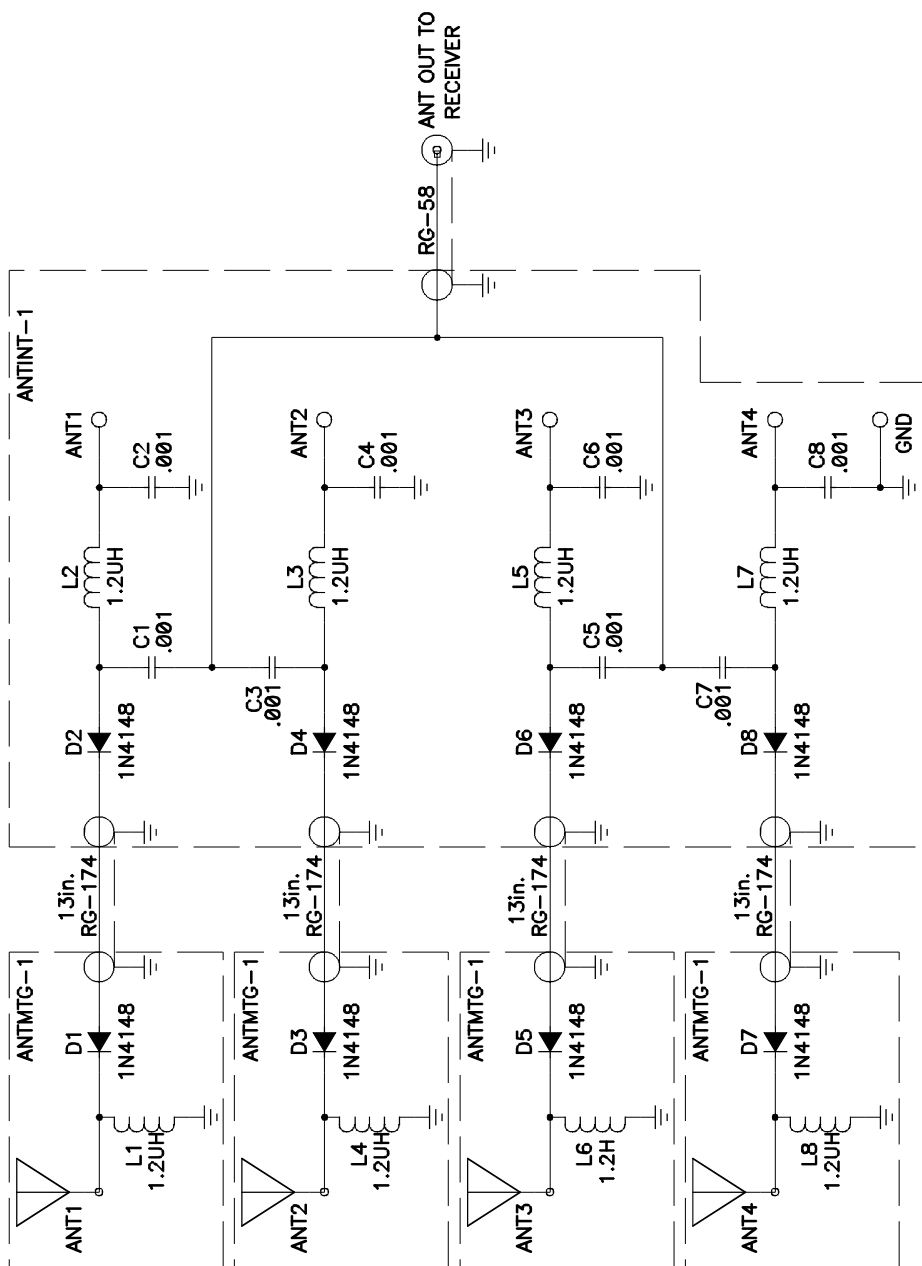 ANT OUT TO
RECEIVER
RG-58
ANTINT-1
ANT1
C2
.001
L2
1.2UH
C1
.001
D2
1N4148
13in.
RG-174
ANTMTG-1
D1
1N4148
L1
1.2UH
ANT1
ANT2
C4
.001
L3
1.2UH
C3
.001
D4
1N4148
13in.
RG-174
ANTMTG-1
D3
1N4148
L4
1.2UH
ANT2
ANT3
C6
.001
L5
1.2UH
C5
.001
D6
1N4148
13in.
RG-174
ANTMTG-1
D5
1N4148
L6
1.2H
ANT3
ANT4
C8
.001
GND
L7
1.2UH
C7
.001
D8
1N4148
13in.
RG-174
ANTMTG-1
D7
1N4148
L8
1.2UH
ANT4